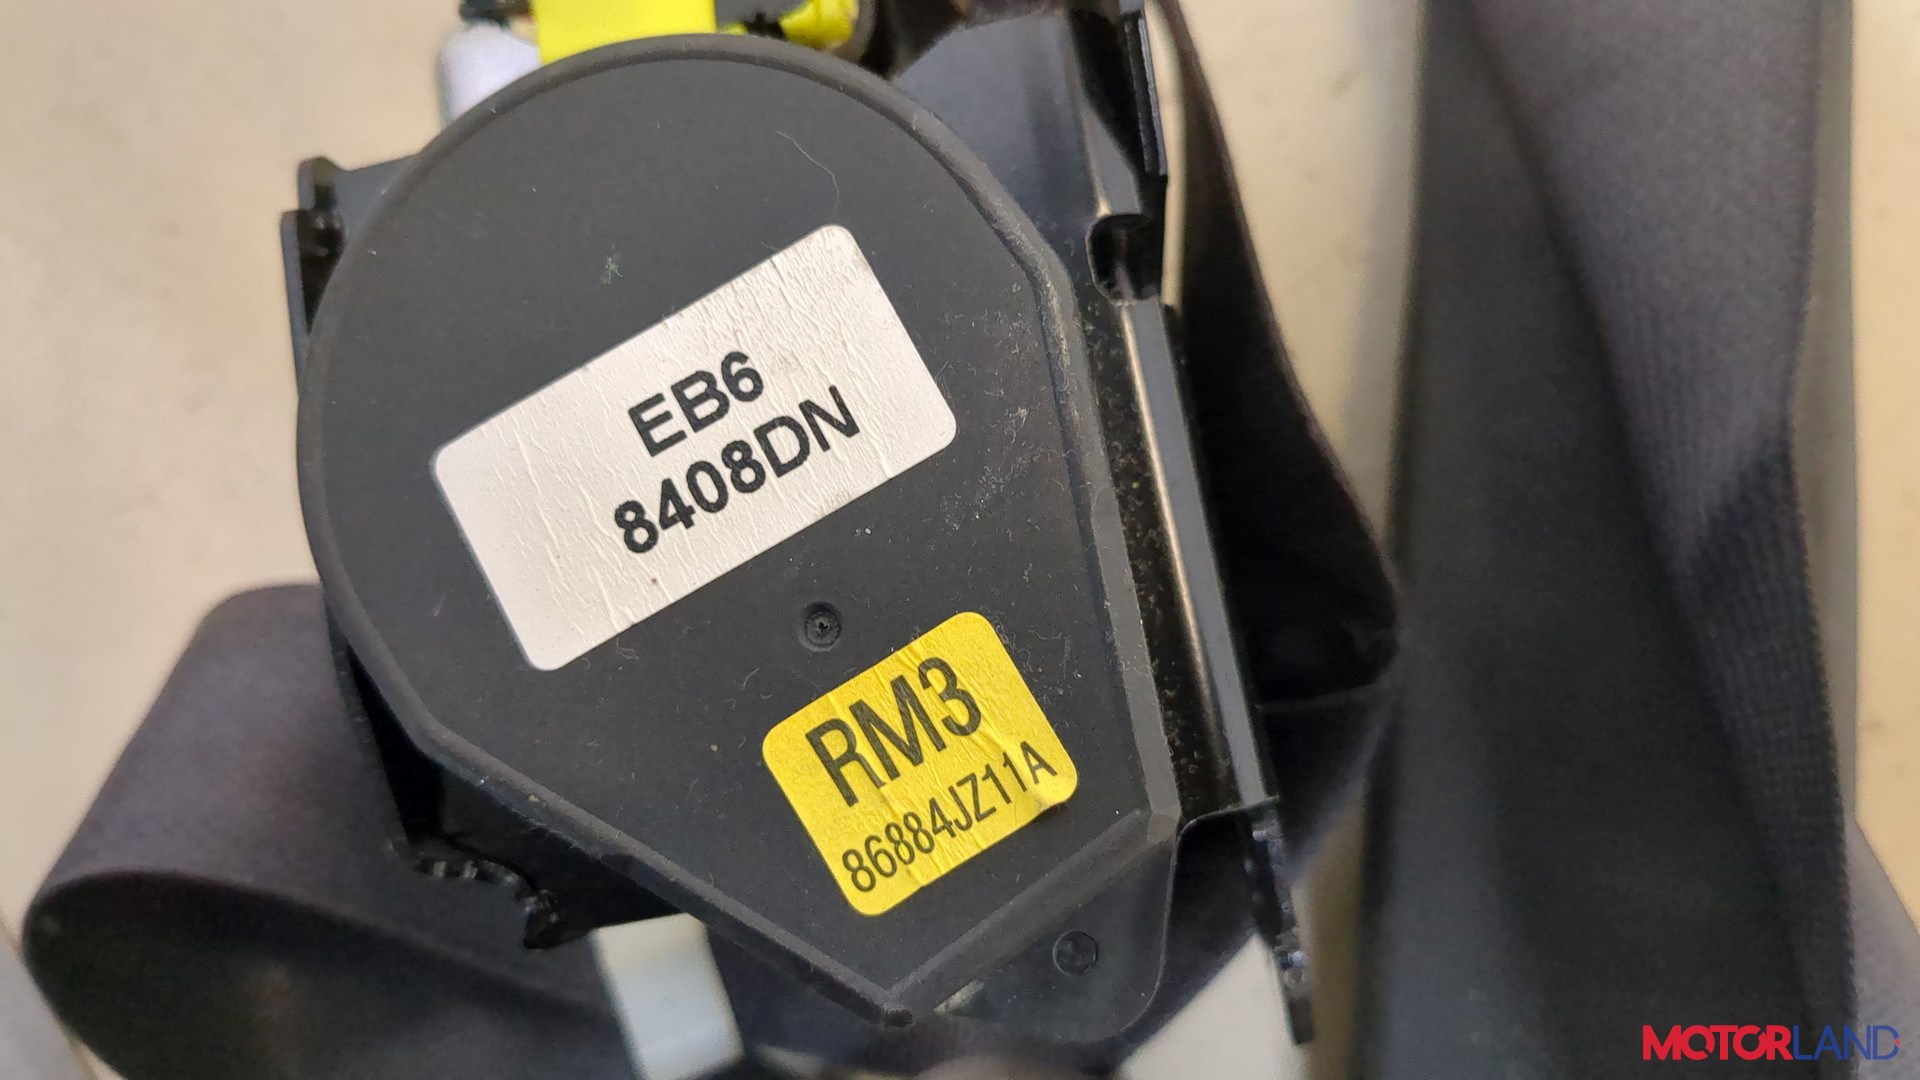 EB6
8408DN
RM3
86884JZ11A
MOTORLAND